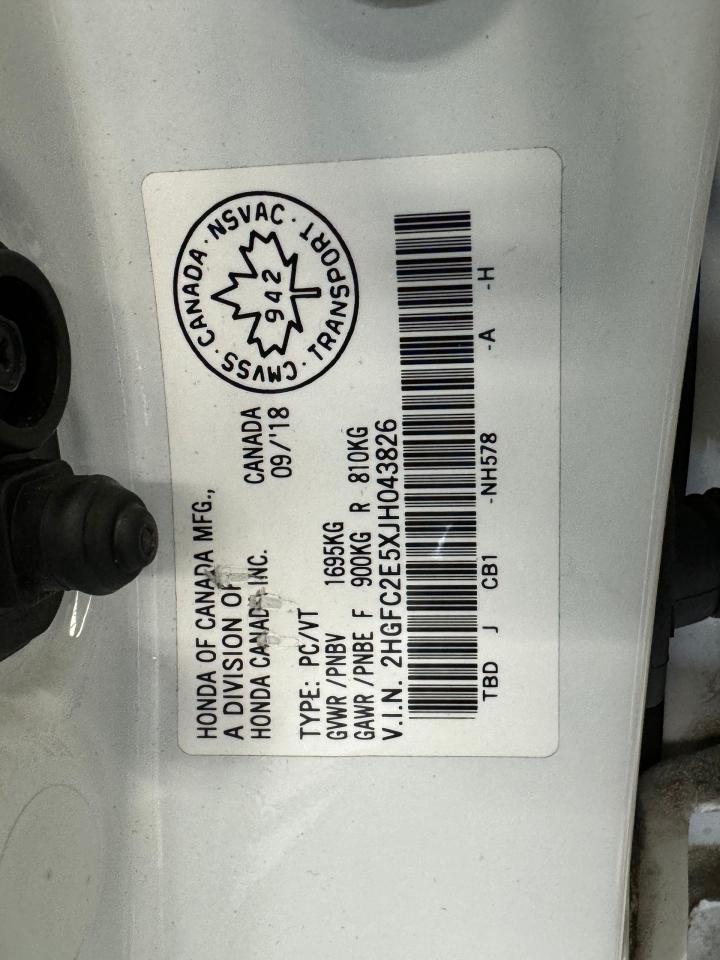 HONDA OF CANADA MFG.,
A DIVISION OF
HONDA CANADA INC.
CANADA
09/'18
CMVSS · CANADA · NSVAC · TRANSPORT ·
942
TYPE: PC/VT
GVWR /PNBV 1695KG
GAWR /PNBE F 900KG R 810KG
V.I.N. 2HGFC2E5XJH043826
TBD J CB1 -NH578 -A -H